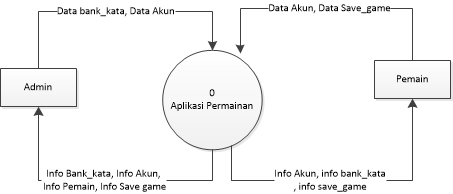 Data bank_kata, Data Akun
Data Akun, Data Save_game
Admin
0
Aplikasi Permainan
Pemain
Info Bank_kata, Info Akun,
Info Pemain, Info Save game
Info Akun, info bank_kata
, info save_game